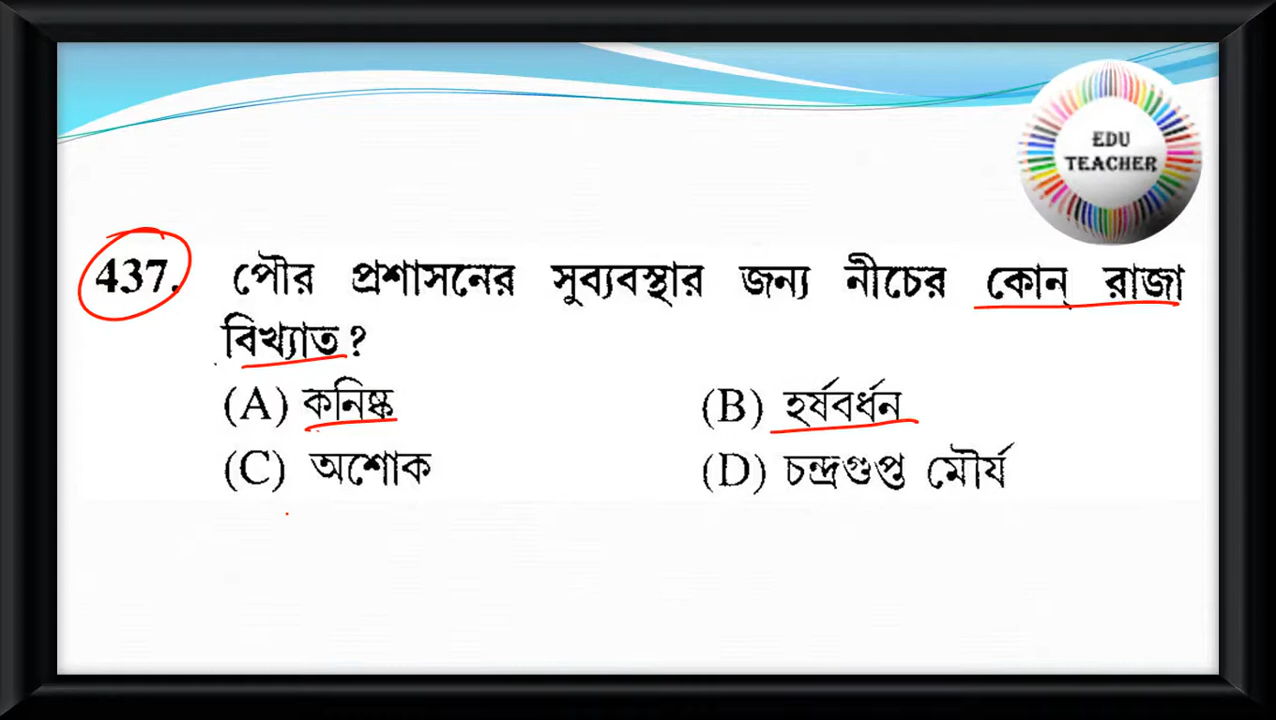 EDU
TEACHER
437. পৌর প্রশাসনের সুব্যবস্থার জন্য নীচের কোন্ রাজা
বিখ্যাত?
(A) কনিষ্ক (B) হর্ষবর্ধন
(C) অশোক (D) চন্দ্রগুপ্ত মৌর্য